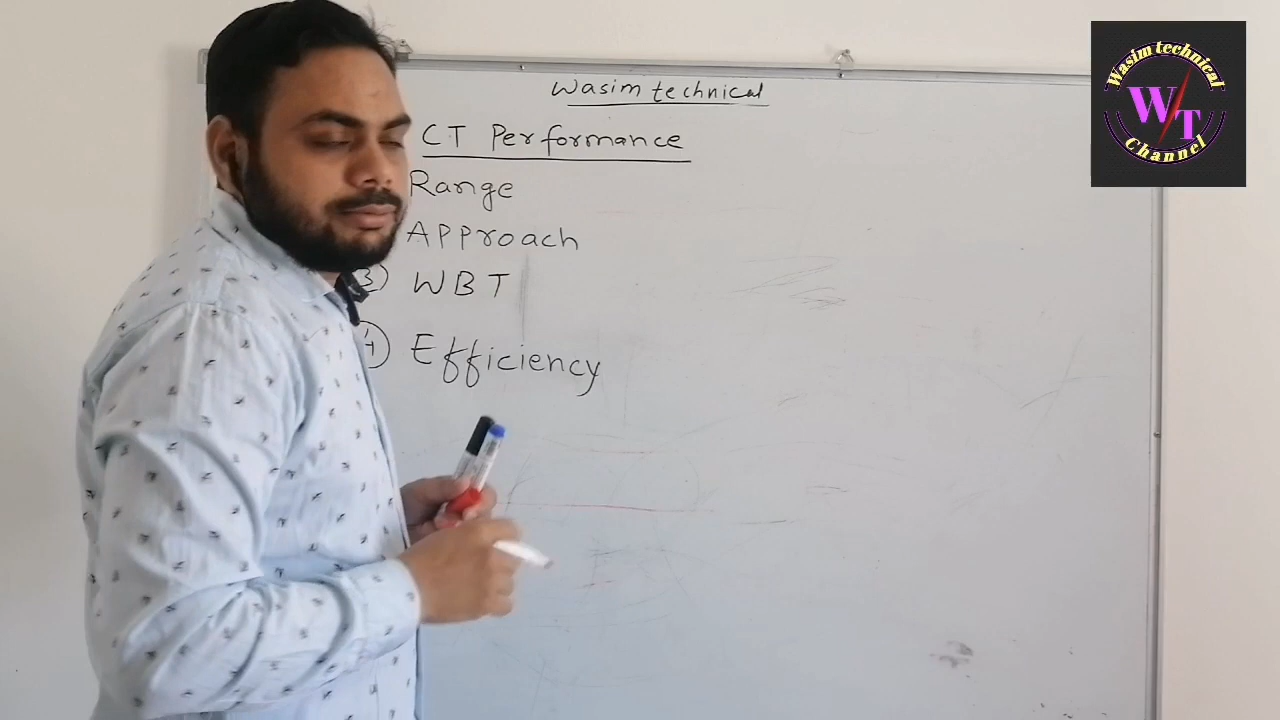 Wasim technical
CT Performance
Range
Approach
3 WBT
4 Efficiency
Wasim technical
WT
Channel